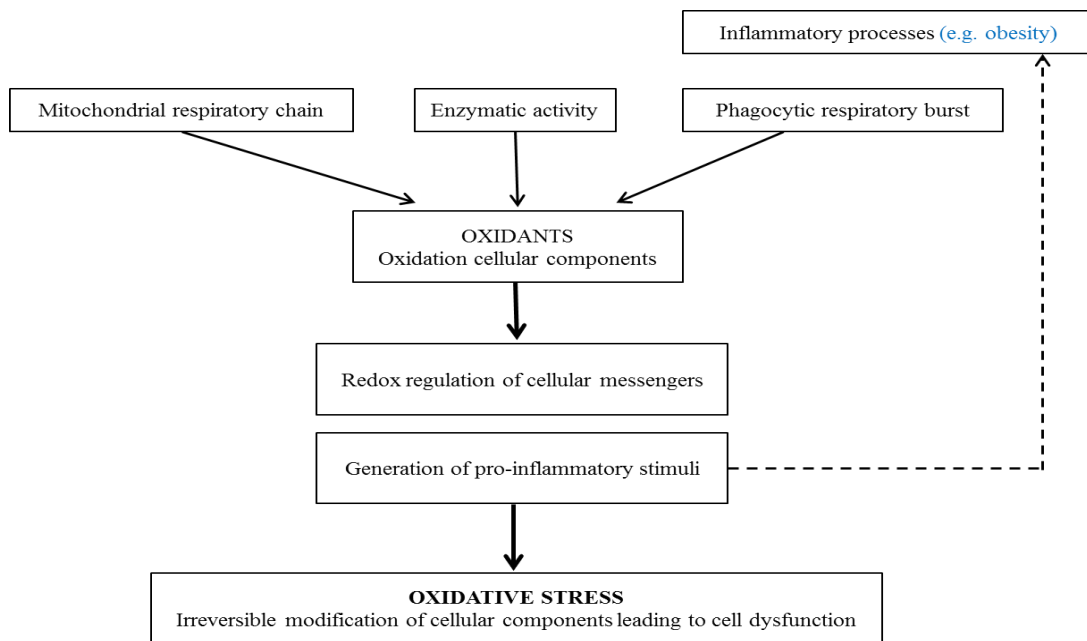 Inflammatory processes (e.g. obesity)
Mitochondrial respiratory chain
Enzymatic activity
Phagocytic respiratory burst
OXIDANTS
Oxidation cellular components
Redox regulation of cellular messengers
Generation of pro-inflammatory stimuli
OXIDATIVE STRESS
Irreversible modification of cellular components leading to cell dysfunction